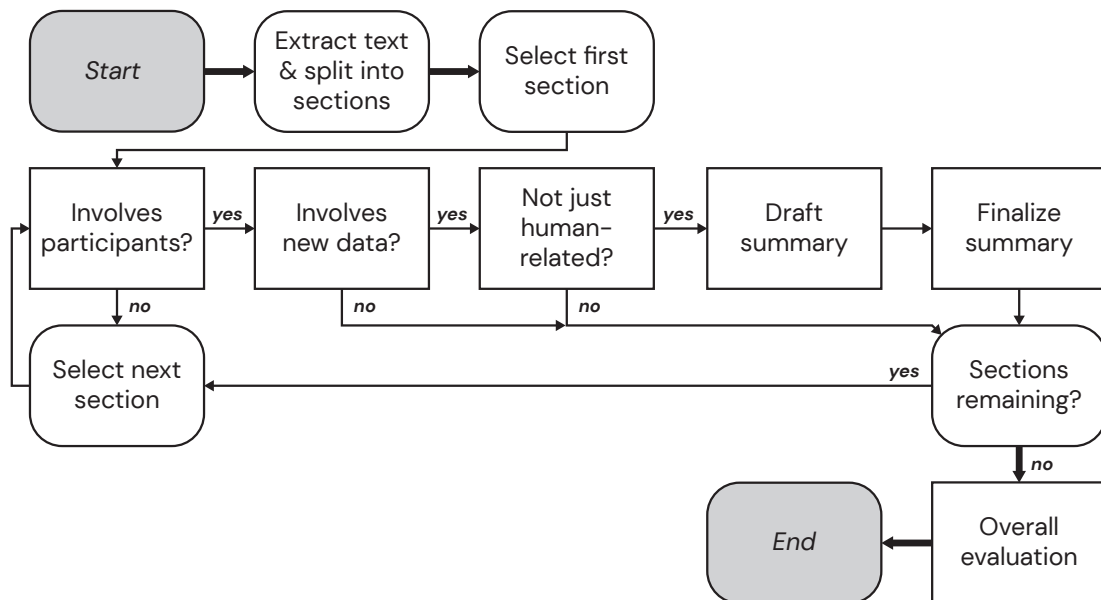 Start
Extract text
& split into
sections
Select first
section
Involves
participants?
yes
Involves
new data?
yes
Not just
human-
related?
yes
Draft
summary
Finalize
summary
no
no
no
Select next
section
yes
Sections
remaining?
no
End
Overall
evaluation